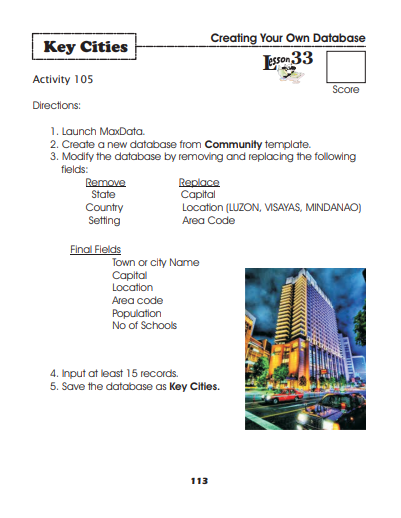 Creating Your Own Database
Key Cities
Lesson 33
Activity 105
Score
Directions:
1. Launch MaxData.
2. Create a new database from Community template.
3. Modify the database by removing and replacing the following
fields:
Remove Replace
State Capital
Country Location (LUZON, VISAYAS, MINDANAO)
Setting Area Code
Final Fields
Town or city Name
Capital
Location
Area code
Population
No of Schools
4. Input at least 15 records.
5. Save the database as Key Cities.
113